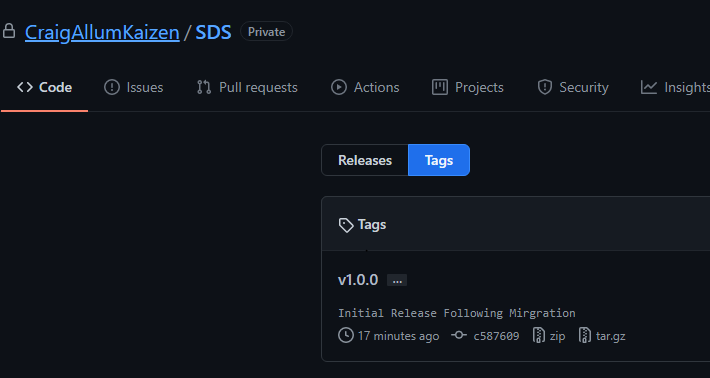 CraigAllumKaizen / SDS Private
Code Issues Pull requests Actions Projects Security Insights
Releases Tags
Tags
v1.0.0 ...
Initial Release Following Mirgration
17 minutes ago c587609 zip tar.gz